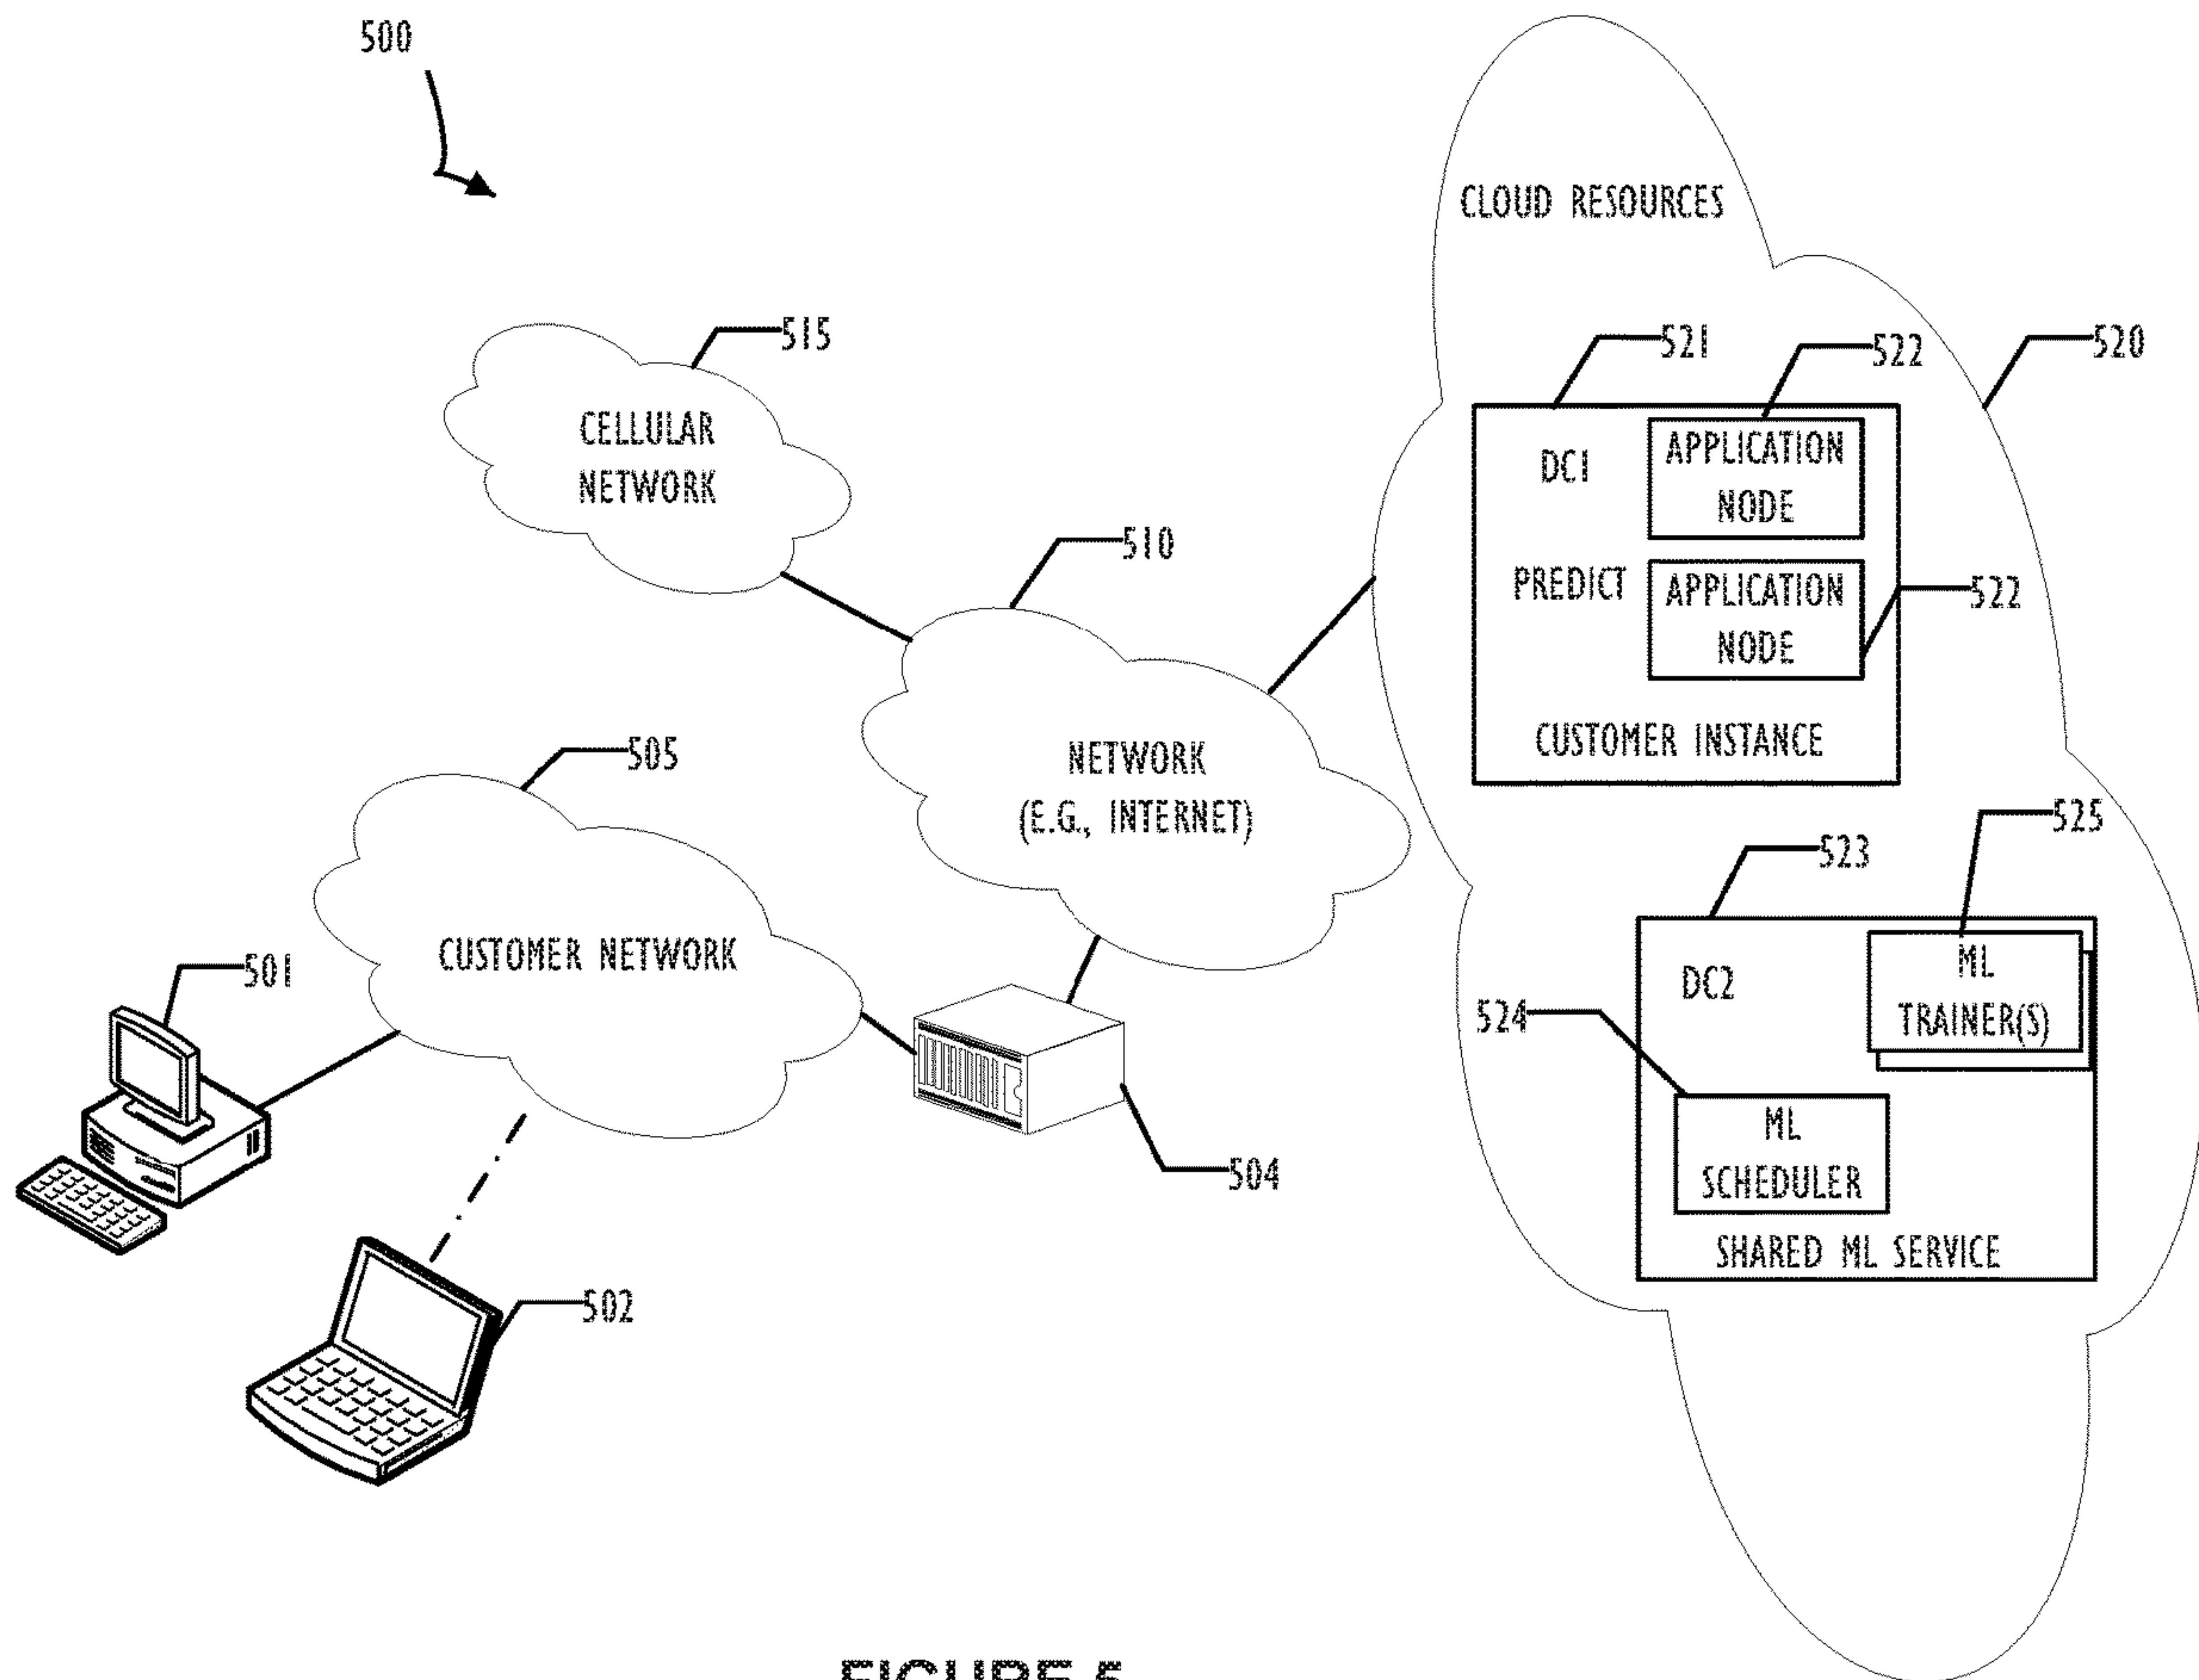 500
CLOUD RESOURCES
515
521
522
520
CELLULAR
NETWORK
DC1
APPLICATION
NODE
510
PREDICT
APPLICATION
NODE
522
505
NETWORK
(E.G., INTERNET)
CUSTOMER INSTANCE
525
523
CUSTOMER NETWORK
501
DC2
ML
TRAINER(S)
524
504
ML
SCHEDULER
SHARED ML SERVICE
502
FIGURE 5